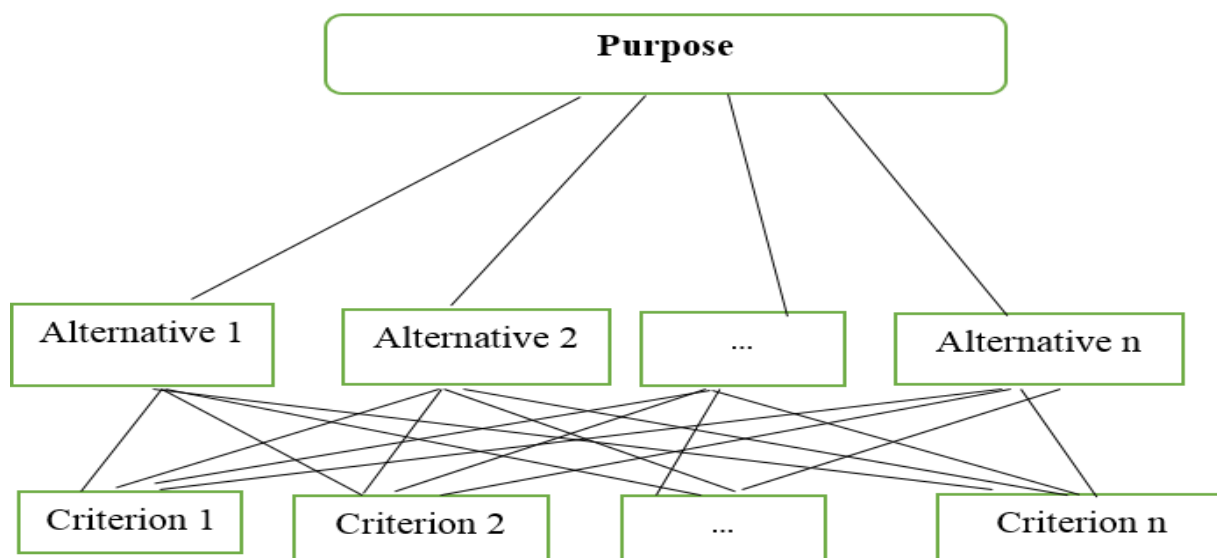 Purpose
Alternative 1
Alternative 2
...
Alternative n
Criterion 1
Criterion 2
...
Criterion n